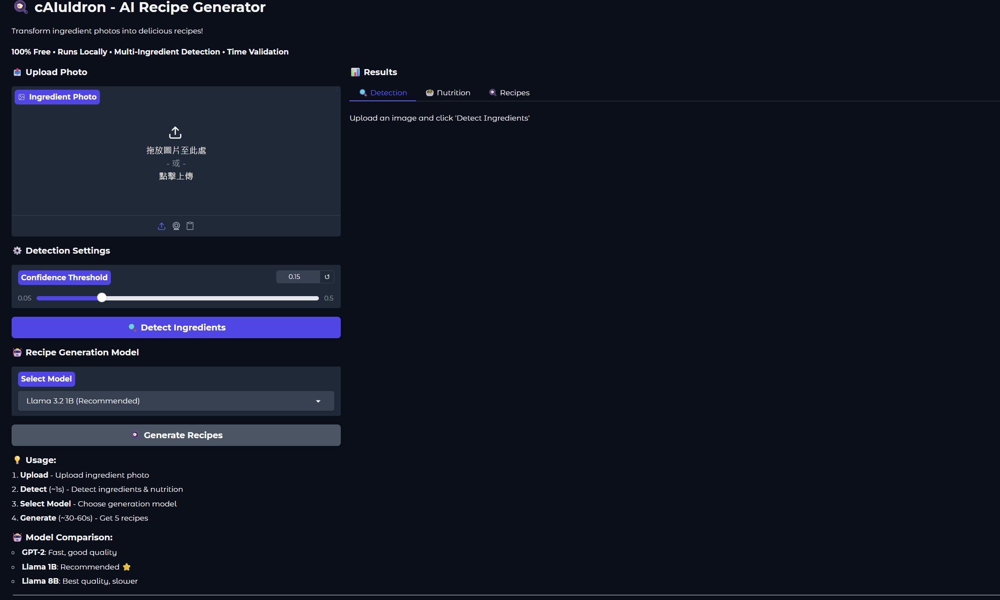 cAIuldron - AI Recipe Generator
Transform ingredient photos into delicious recipes!
100% Free • Runs Locally • Multi-Ingredient Detection • Time Validation
Upload Photo
Ingredient Photo
拖放圖片至此處
- 或 -
點擊上傳
Detection Settings
Confidence Threshold
0.15
0.05
0.5
Detect Ingredients
Recipe Generation Model
Select Model
Llama 3.2 1B (Recommended)
Generate Recipes
Usage:
1. Upload - Upload ingredient photo
2. Detect (~1s) - Detect ingredients & nutrition
3. Select Model - Choose generation model
4. Generate (~30-60s) - Get 5 recipes
Model Comparison:
GPT-2: Fast, good quality
Llama 1B: Recommended ⭐
Llama 8B: Best quality, slower
Results
Detection
Nutrition
Recipes
Upload an image and click 'Detect Ingredients'